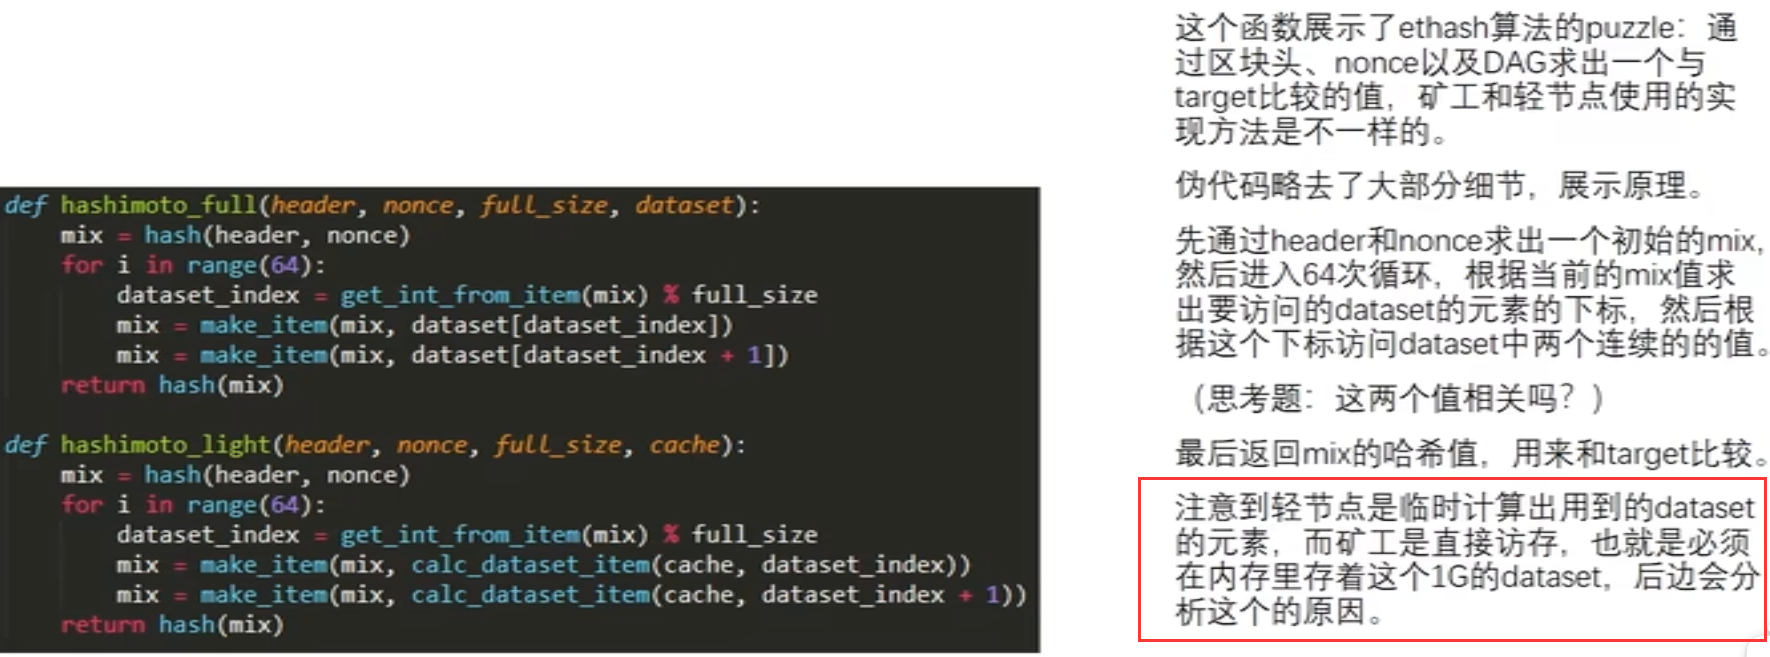 这个函数展示了ethash算法的puzzle：通
过区块头、nonce以及DAG求出一个与
target比较的值，矿工和轻节点使用的实
现方法是不一样的。
伪代码略去了大部分细节，展示原理。
先通过header和nonce求出一个初始的mix,
然后进入64次循环，根据当前的mix值求
出要访问的dataset的元素的下标，然后根
据这个下标访问dataset中两个连续的的值。
（思考题：这两个值相关吗？）
最后返回mix的哈希值，用来和target比较。
注意到轻节点是临时计算出用到的dataset
的元素，而矿工是直接访存，也就是必须
在内存里存着这个1G的dataset，后边会分
析这个的原因。
def hashimoto_full(header, nonce, full_size, dataset):
    mix = hash(header, nonce)
    for i in range(64):
        dataset_index = get_int_from_item(mix) % full_size
        mix = make_item(mix, dataset[dataset_index])
        mix = make_item(mix, dataset[dataset_index + 1])
    return hash(mix)
def hashimoto_light(header, nonce, full_size, cache):
    mix = hash(header, nonce)
    for i in range(64):
        dataset_index = get_int_from_item(mix) % full_size
        mix = make_item(mix, calc_dataset_item(cache, dataset_index))
        mix = make_item(mix, calc_dataset_item(cache, dataset_index + 1))
    return hash(mix)